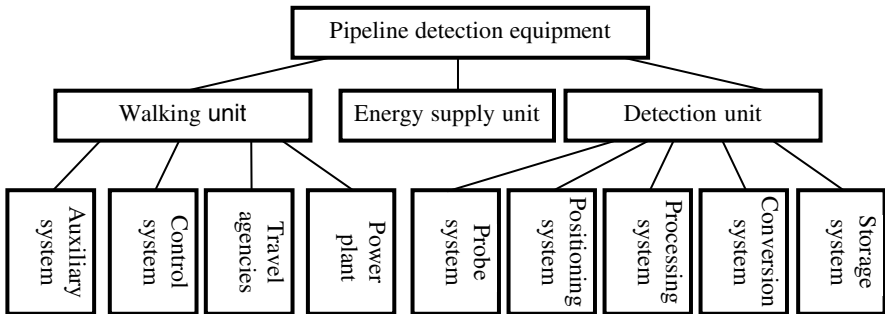 Pipeline detection equipment
Walking unit
Energy supply unit
Detection unit
Auxiliary
system
Control
system
Travel
agencies
Power
plant
Probe
system
Positioning
system
Processing
system
Conversion
system
Storage
system